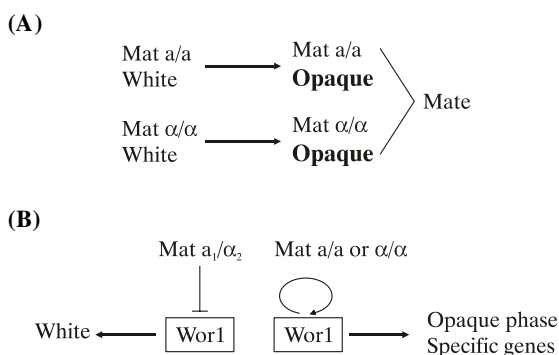 (A)
Mat a/a
White
Mat a/a
Opaque
Mate
Mat α/α
White
Mat α/α
Opaque
(B)
Mat a₁/α₂
Mat a/a or α/α
White
Wor1
Wor1
Opaque phase
Specific genes